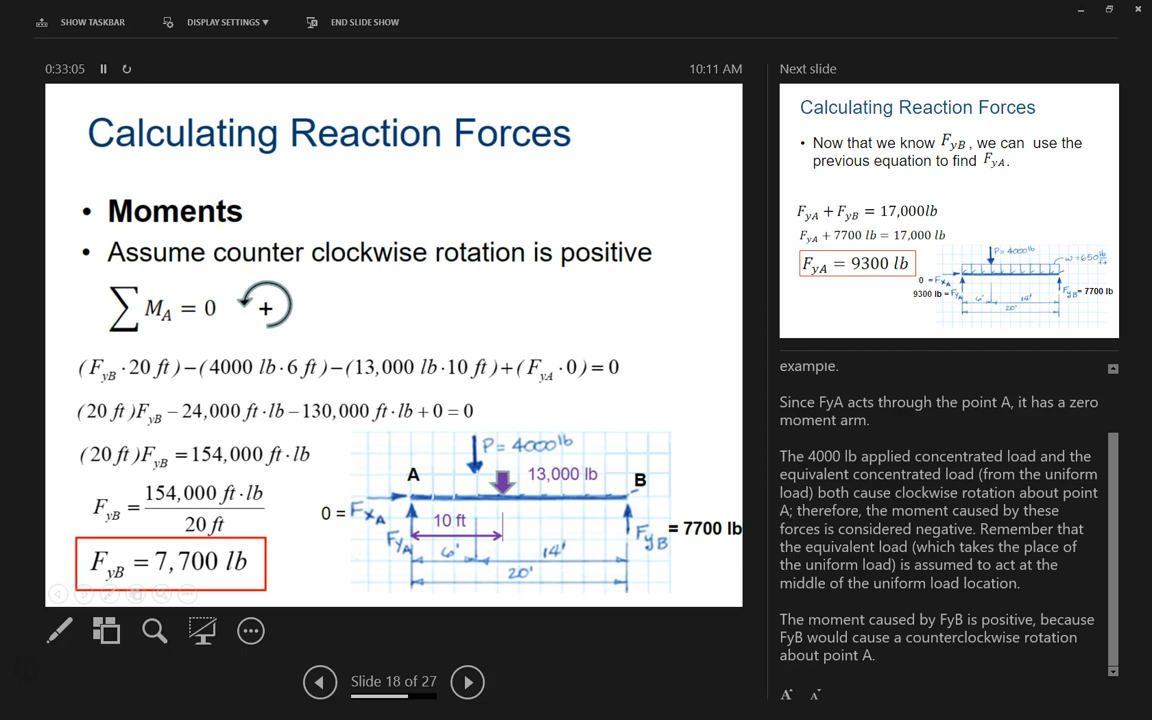 SHOW TASKBAR
DISPLAY SETTINGS ▼
END SLIDE SHOW
0:33:05
10:11 AM
Calculating Reaction Forces
• Moments
• Assume counter clockwise rotation is positive
∑ M_A = 0 +
(F_yB · 20 ft) − (4000 lb · 6 ft) − (13,000 lb · 10 ft) + (F_yA · 0) = 0
(20 ft)F_yB − 24,000 ft·lb − 130,000 ft·lb + 0 = 0
(20 ft)F_yB = 154,000 ft·lb
F_yB = 154,000 ft·lb / 20 ft
F_yB = 7,700 lb
P = 4000 lb
A
13,000 lb
B
0 = F_xA
10 ft
F_yA
F_yB = 7700 lb
6'
14'
20'
Slide 18 of 27
Next slide
Calculating Reaction Forces
• Now that we know F_yB, we can use the
previous equation to find F_yA.
F_yA + F_yB = 17,000lb
F_yA + 7700 lb = 17,000 lb
F_yA = 9300 lb
P = 4000 lb
ω = 650 lb/ft
0 = F_xA
9300 lb = F_yA
F_yB = 7700 lb
6'
14'
20'
example.
Since FyA acts through the point A, it has a zero
moment arm.
The 4000 lb applied concentrated load and the
equivalent concentrated load (from the uniform
load) both cause clockwise rotation about point
A; therefore, the moment caused by these
forces is considered negative. Remember that
the equivalent load (which takes the place of
the uniform load) is assumed to act at the
middle of the uniform load location.
The moment caused by FyB is positive, because
FyB would cause a counterclockwise rotation
about point A.
A A